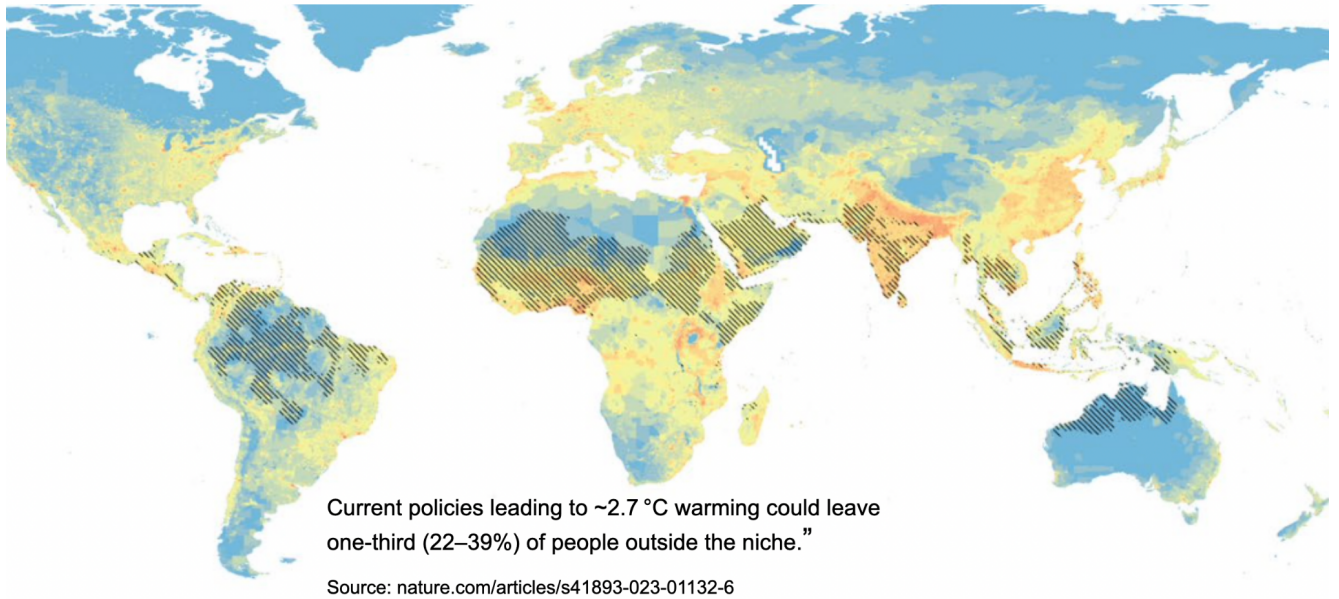 Current policies leading to ~2.7 °C warming could leave
one-third (22–39%) of people outside the niche.”
Source: nature.com/articles/s41893-023-01132-6